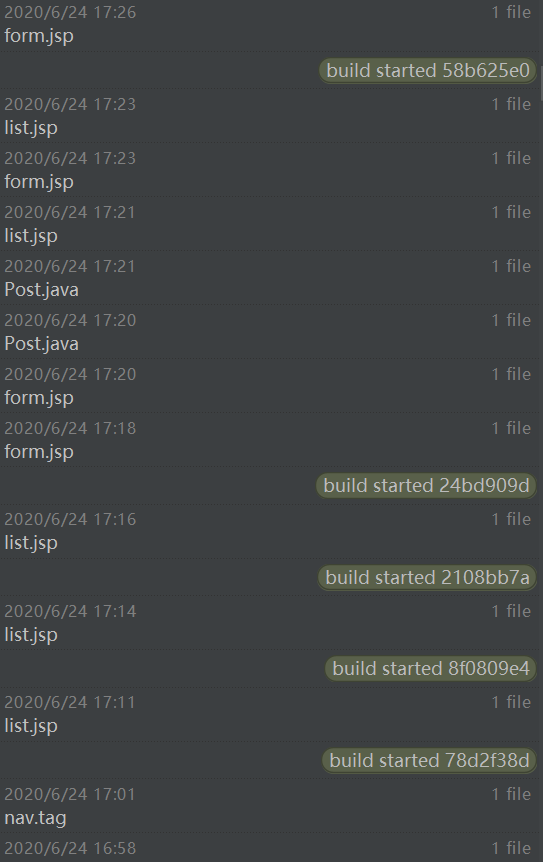 2020/6/24 17:26 1 file
form.jsp
build started 58b625e0
2020/6/24 17:23 1 file
list.jsp
2020/6/24 17:23 1 file
form.jsp
2020/6/24 17:21 1 file
list.jsp
2020/6/24 17:21 1 file
Post.java
2020/6/24 17:20 1 file
Post.java
2020/6/24 17:20 1 file
form.jsp
2020/6/24 17:18 1 file
form.jsp
build started 24bd909d
2020/6/24 17:16 1 file
list.jsp
build started 2108bb7a
2020/6/24 17:14 1 file
list.jsp
build started 8f0809e4
2020/6/24 17:11 1 file
list.jsp
build started 78d2f38d
2020/6/24 17:01 1 file
nav.tag
2020/6/24 16:58 1 file